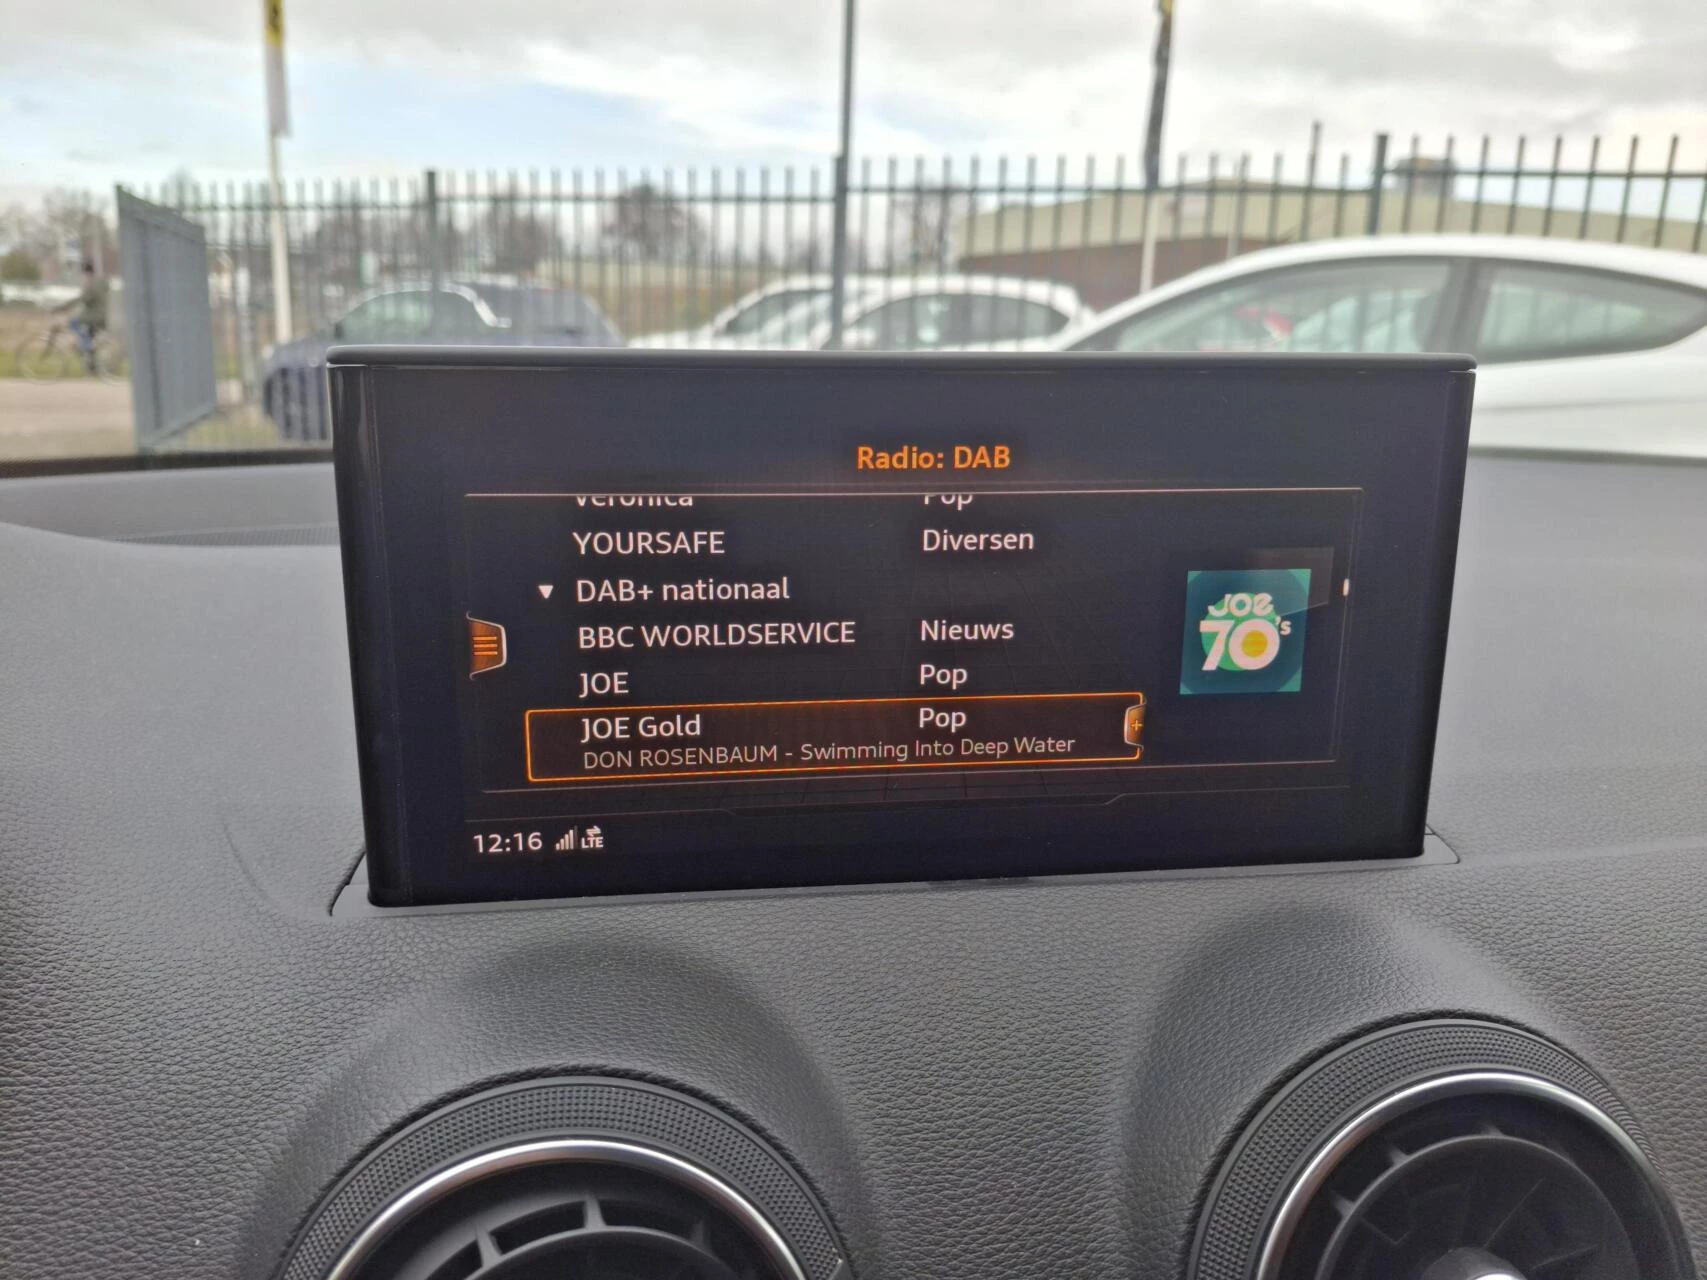 Radio: DAB
Veronica Pop
YOURSAFE Diversen
▼ DAB+ nationaal
BBC WORLDSERVICE Nieuws
JOE Pop
JOE Gold Pop
DON ROSENBAUM - Swimming Into Deep Water
JOE
70's
12:16 LTE